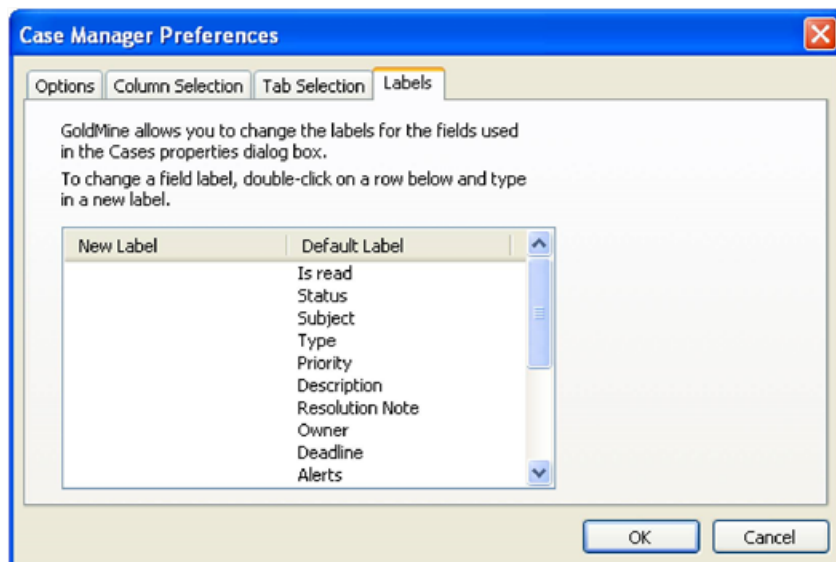 Case Manager Preferences
Options Column Selection Tab Selection Labels
GoldMine allows you to change the labels for the fields used
in the Cases properties dialog box.
To change a field label, double-click on a row below and type
in a new label.
New Label Default Label
Is read
Status
Subject
Type
Priority
Description
Resolution Note
Owner
Deadline
Alerts
OK Cancel